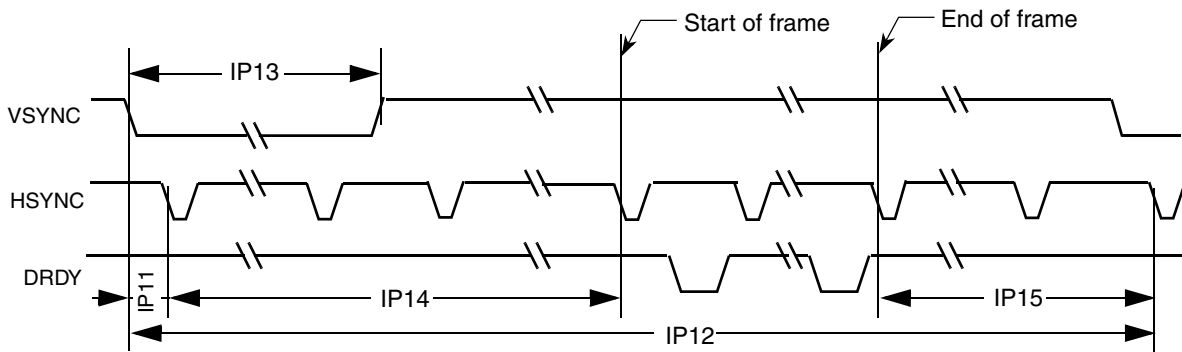 Start of frame
End of frame
IP13
VSYNC
HSYNC
DRDY
IP11
IP14
IP15
IP12